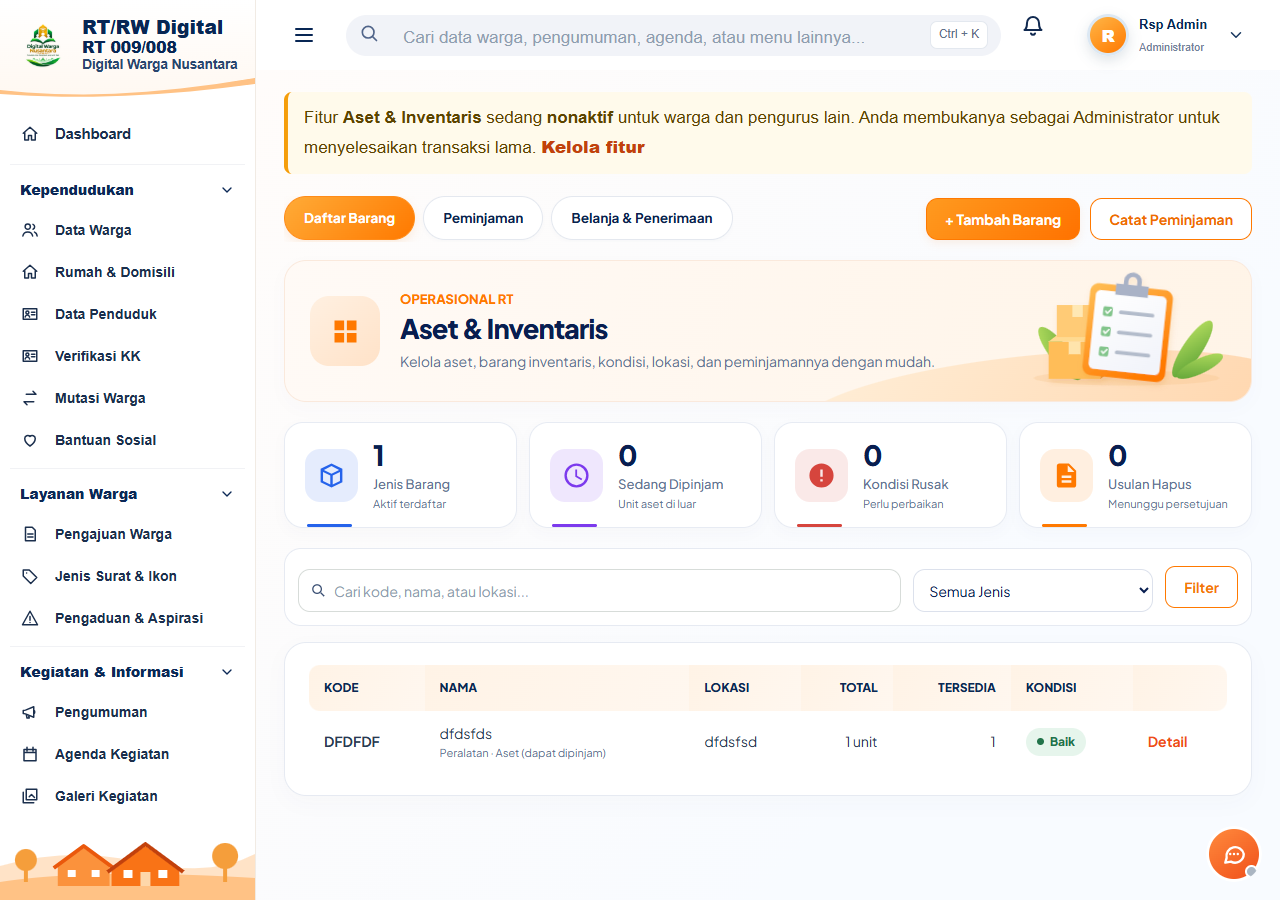 RT/RW Digital
RT 009/008
Digital Warga Nusantara
Digital Warga
Nusantara
Cari data warga, pengumuman, agenda, atau menu lainnya...
Ctrl + K
R
Rsp Admin
Administrator
Dashboard
Kependudukan
Data Warga
Rumah & Domisili
Data Penduduk
Verifikasi KK
Mutasi Warga
Bantuan Sosial
Layanan Warga
Pengajuan Warga
Jenis Surat & Ikon
Pengaduan & Aspirasi
Kegiatan & Informasi
Pengumuman
Agenda Kegiatan
Galeri Kegiatan
Fitur Aset & Inventaris sedang nonaktif untuk warga dan pengurus lain. Anda membukanya sebagai Administrator untuk
menyelesaikan transaksi lama. Kelola fitur
Daftar Barang
Peminjaman
Belanja & Penerimaan
+ Tambah Barang
Catat Peminjaman
OPERASIONAL RT
Aset & Inventaris
Kelola aset, barang inventaris, kondisi, lokasi, dan peminjamannya dengan mudah.
1
Jenis Barang
Aktif terdaftar
0
Sedang Dipinjam
Unit aset di luar
0
Kondisi Rusak
Perlu perbaikan
0
Usulan Hapus
Menunggu persetujuan
Cari kode, nama, atau lokasi...
Semua Jenis
Filter
KODE NAMA LOKASI TOTAL TERSEDIA KONDISI
DFDFDF dfdsfds dfdsfsd 1 unit 1 Baik Detail
Peralatan · Aset (dapat dipinjam)